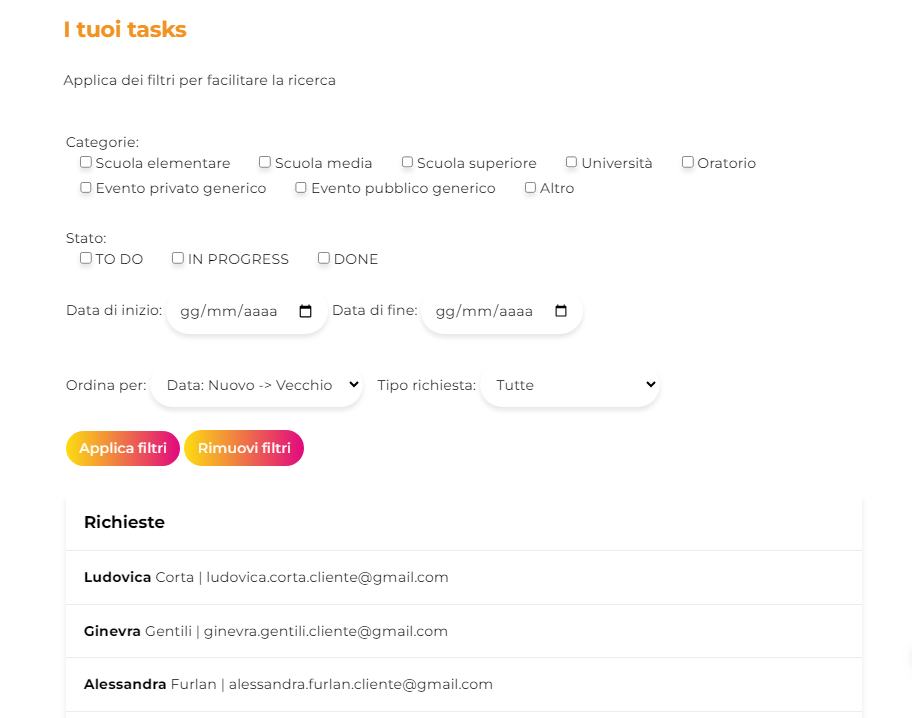 I tuoi tasks
Applica dei filtri per facilitare la ricerca
Categorie:
Scuola elementare Scuola media Scuola superiore Università Oratorio
Evento privato generico Evento pubblico generico Altro
Stato:
TO DO IN PROGRESS DONE
Data di inizio: gg/mm/aaaa Data di fine: gg/mm/aaaa
Ordina per: Data: Nuovo -> Vecchio Tipo richiesta: Tutte
Applica filtri Rimuovi filtri
Richieste
Ludovica Corta | ludovica.corta.cliente@gmail.com
Ginevra Gentili | ginevra.gentili.cliente@gmail.com
Alessandra Furlan | alessandra.furlan.cliente@gmail.com